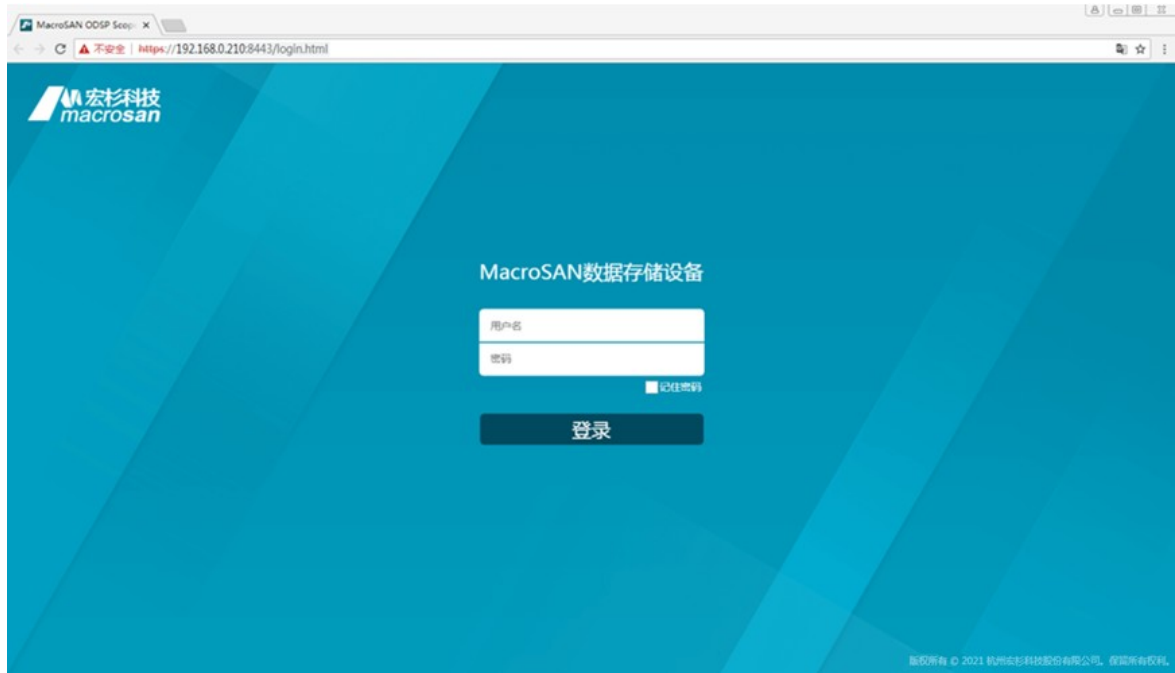 MacroSAN ODSP Scop
不安全 | https://192.168.0.210:8443/login.html
宏杉科技
macrosan
MacroSAN数据存储设备
用户名
密码
记住密码
登录
版权所有 © 2021 杭州宏杉科技股份有限公司。保留所有权利。